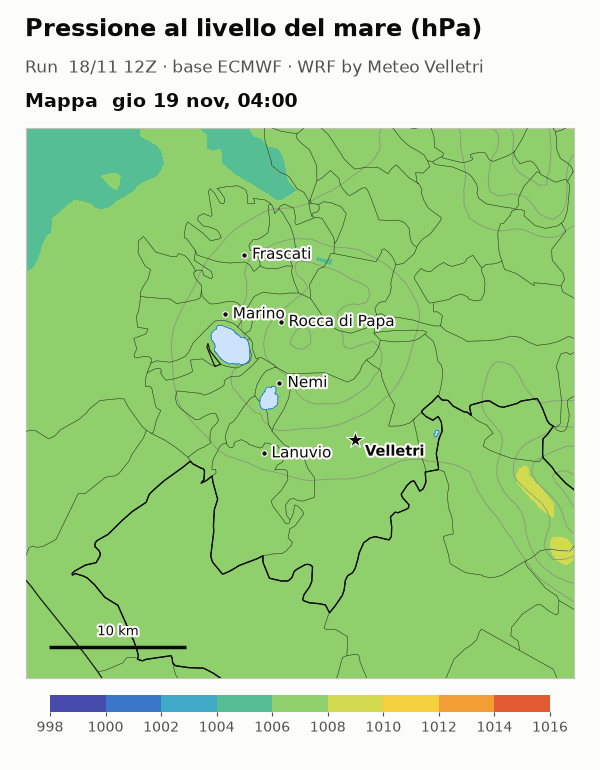 Pressione al livello del mare (hPa)
Run  18/11 12Z · base ECMWF · WRF by Meteo Velletri
Mappa  gio 19 nov, 04:00
Frascati
Marino
Rocca di Papa
Nemi
Velletri
Lanuvio
10 km
998 1000 1002 1004 1006 1008 1010 1012 1014 1016